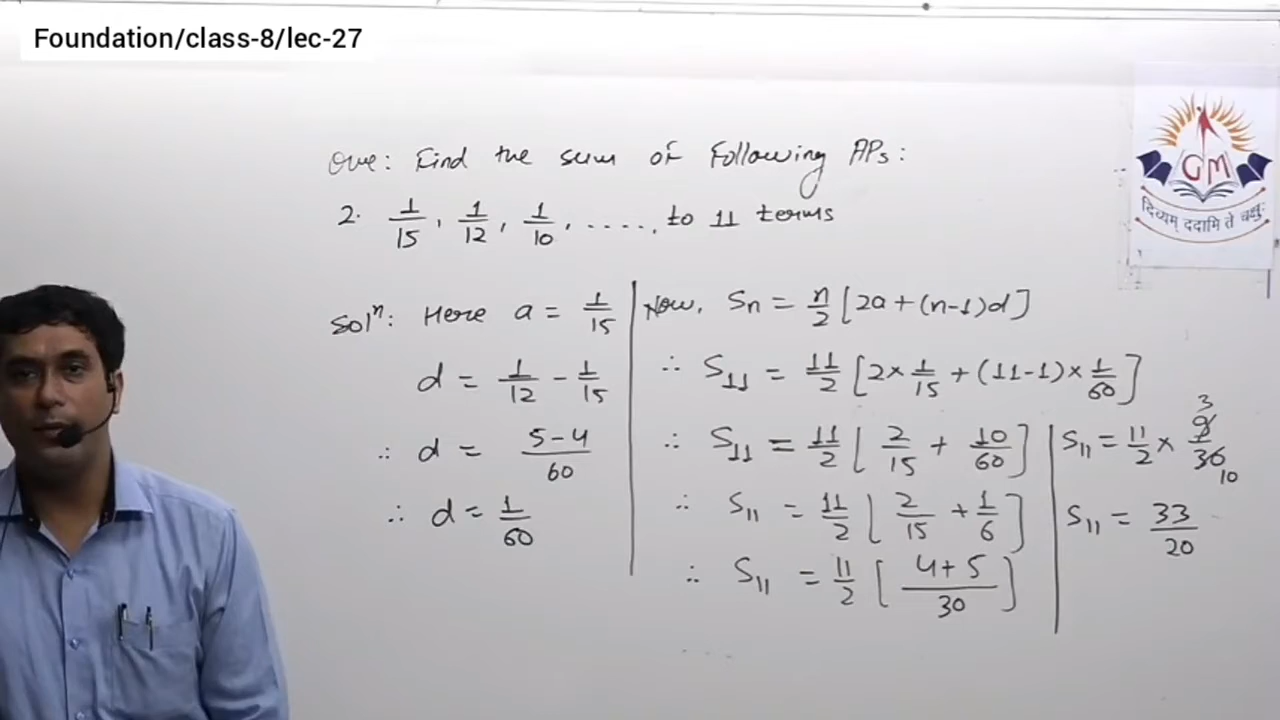 Foundation/class-8/lec-27
GM
दिव्यम् ददामि ते चक्षुः
Que: Find the sum of Following APs:
2. 1/15, 1/12, 1/10, ....., to 11 terms
Solⁿ: Here a = 1/15
d = 1/12 - 1/15
∴ d = (5-4)/60
∴ d = 1/60
Now, Sn = n/2 [2a + (n-1)d]
∴ S11 = 11/2 [2 × 1/15 + (11-1) × 1/60]
∴ S11 = 11/2 [2/15 + 10/60]
∴ S11 = 11/2 [2/15 + 1/6]
∴ S11 = 11/2 [(4+5)/30]
S11 = 11/2 × 9/30 3 10
S11 = 33/20